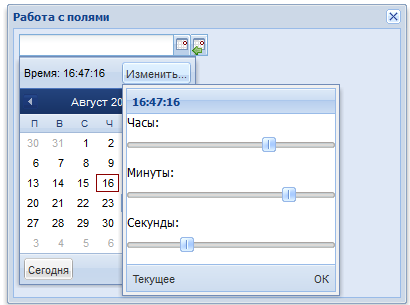 Работа с полями
Время: 16:47:16 Изменить...
Август 20
16:47:16
Часы:
Минуты:
Секунды:
Текущее OK
П В С Ч
30 31 1 2
6 7 8 9
13 14 15 16
20 21 22 23
27 28 29 30
3 4 5 6
Сегодня